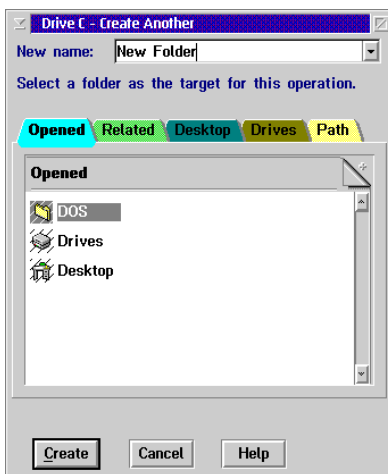 Drive C - Create Another
New name: New Folder
Select a folder as the target for this operation.
Opened Related Desktop Drives Path
Opened
DOS
Drives
Desktop
Create Cancel Help